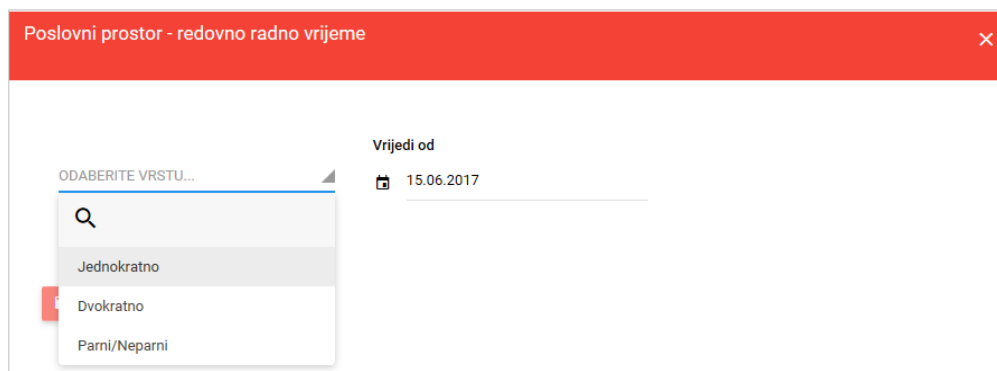 Poslovni prostor - redovno radno vrijeme
Vrijedi od
ODABERITE VRSTU...
15.06.2017
Jednokratno
Dvokratno
Parni/Neparni